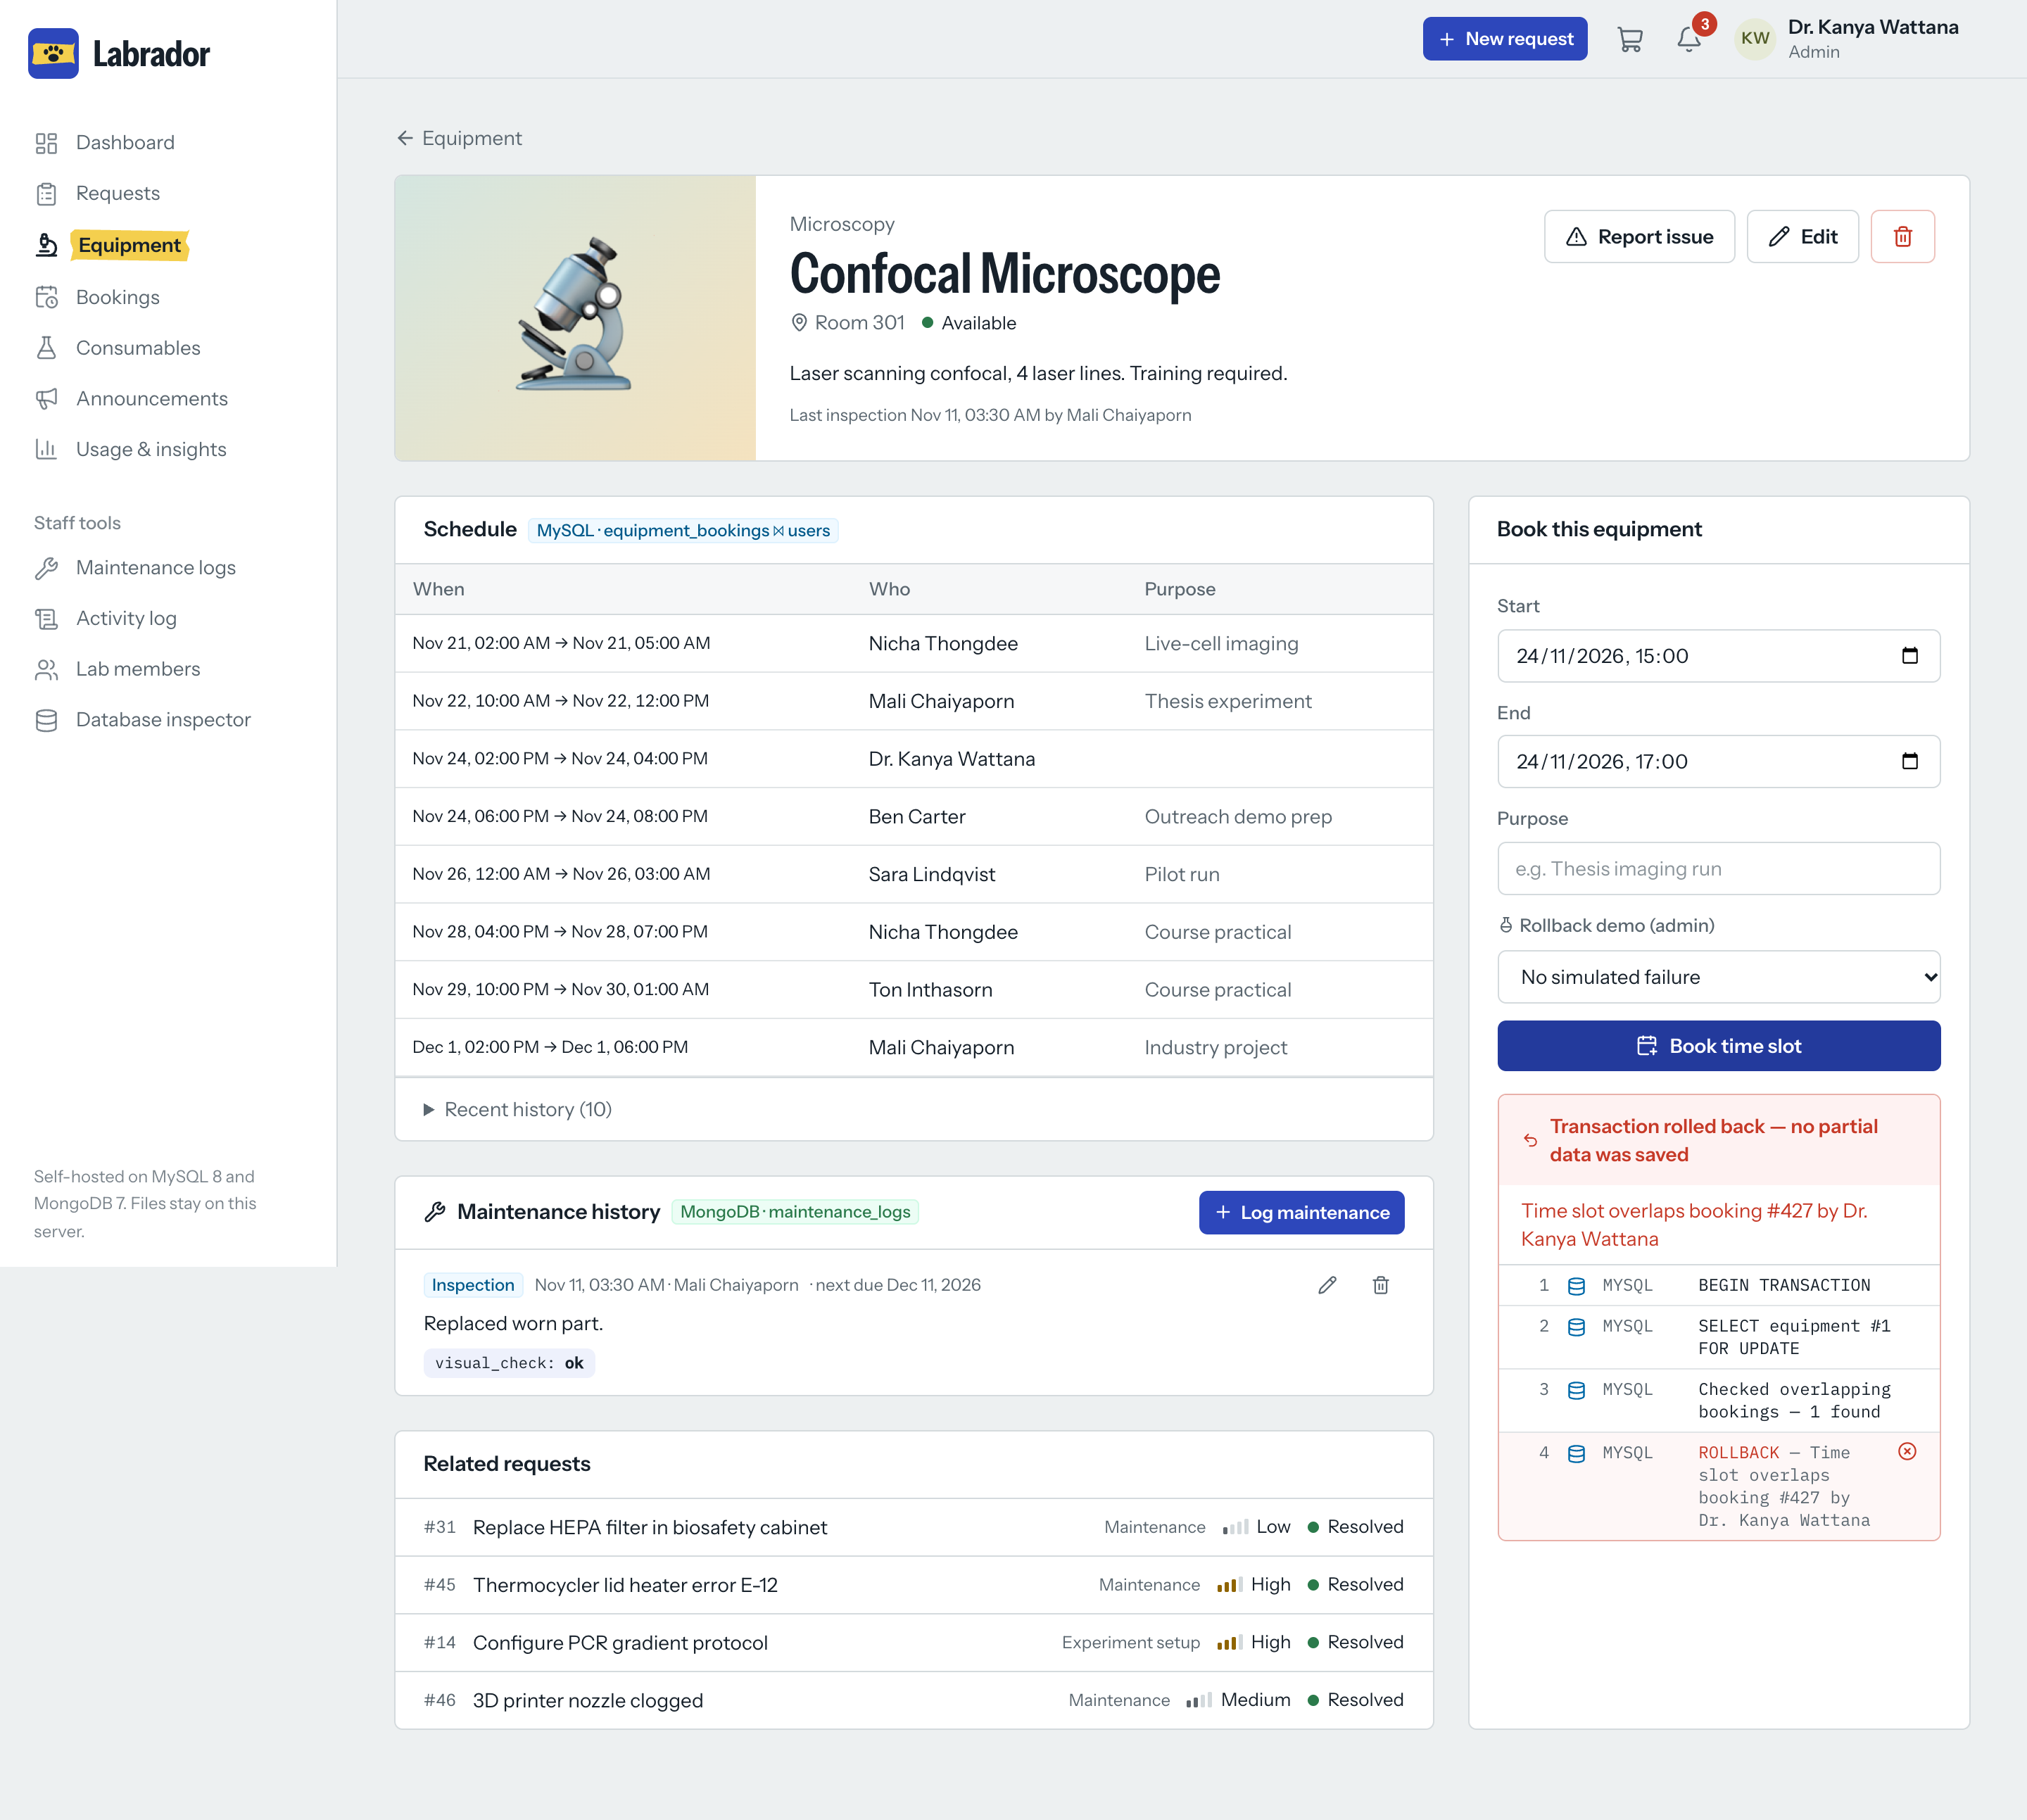 Labrador
Dashboard
Requests
Equipment
Bookings
Consumables
Announcements
Usage & insights
Staff tools
Maintenance logs
Activity log
Lab members
Database inspector
Self-hosted on MySQL 8 and
MongoDB 7. Files stay on this
server.
+ New request
3
KW
Dr. Kanya Wattana
Admin
← Equipment
Microscopy
Confocal Microscope
Room 301 ● Available
Laser scanning confocal, 4 laser lines. Training required.
Last inspection Nov 11, 03:30 AM by Mali Chaiyaporn
Report issue
Edit
Schedule MySQL · equipment_bookings ⋈ users
When Who Purpose
Nov 21, 02:00 AM → Nov 21, 05:00 AM Nicha Thongdee Live-cell imaging
Nov 22, 10:00 AM → Nov 22, 12:00 PM Mali Chaiyaporn Thesis experiment
Nov 24, 02:00 PM → Nov 24, 04:00 PM Dr. Kanya Wattana
Nov 24, 06:00 PM → Nov 24, 08:00 PM Ben Carter Outreach demo prep
Nov 26, 12:00 AM → Nov 26, 03:00 AM Sara Lindqvist Pilot run
Nov 28, 04:00 PM → Nov 28, 07:00 PM Nicha Thongdee Course practical
Nov 29, 10:00 PM → Nov 30, 01:00 AM Ton Inthasorn Course practical
Dec 1, 02:00 PM → Dec 1, 06:00 PM Mali Chaiyaporn Industry project
▶ Recent history (10)
Maintenance history MongoDB · maintenance_logs + Log maintenance
Inspection Nov 11, 03:30 AM · Mali Chaiyaporn · next due Dec 11, 2026
Replaced worn part.
visual_check: ok
Related requests
#31 Replace HEPA filter in biosafety cabinet Maintenance Low ● Resolved
#45 Thermocycler lid heater error E-12 Maintenance High ● Resolved
#14 Configure PCR gradient protocol Experiment setup High ● Resolved
#46 3D printer nozzle clogged Maintenance Medium ● Resolved
Book this equipment
Start
24/11/2026, 15:00
End
24/11/2026, 17:00
Purpose
e.g. Thesis imaging run
Rollback demo (admin)
No simulated failure
Book time slot
Transaction rolled back — no partial
data was saved
Time slot overlaps booking #427 by Dr.
Kanya Wattana
1 MYSQL BEGIN TRANSACTION
2 MYSQL SELECT equipment #1
FOR UPDATE
3 MYSQL Checked overlapping
bookings — 1 found
4 MYSQL ROLLBACK — Time
slot overlaps
booking #427 by
Dr. Kanya Wattana